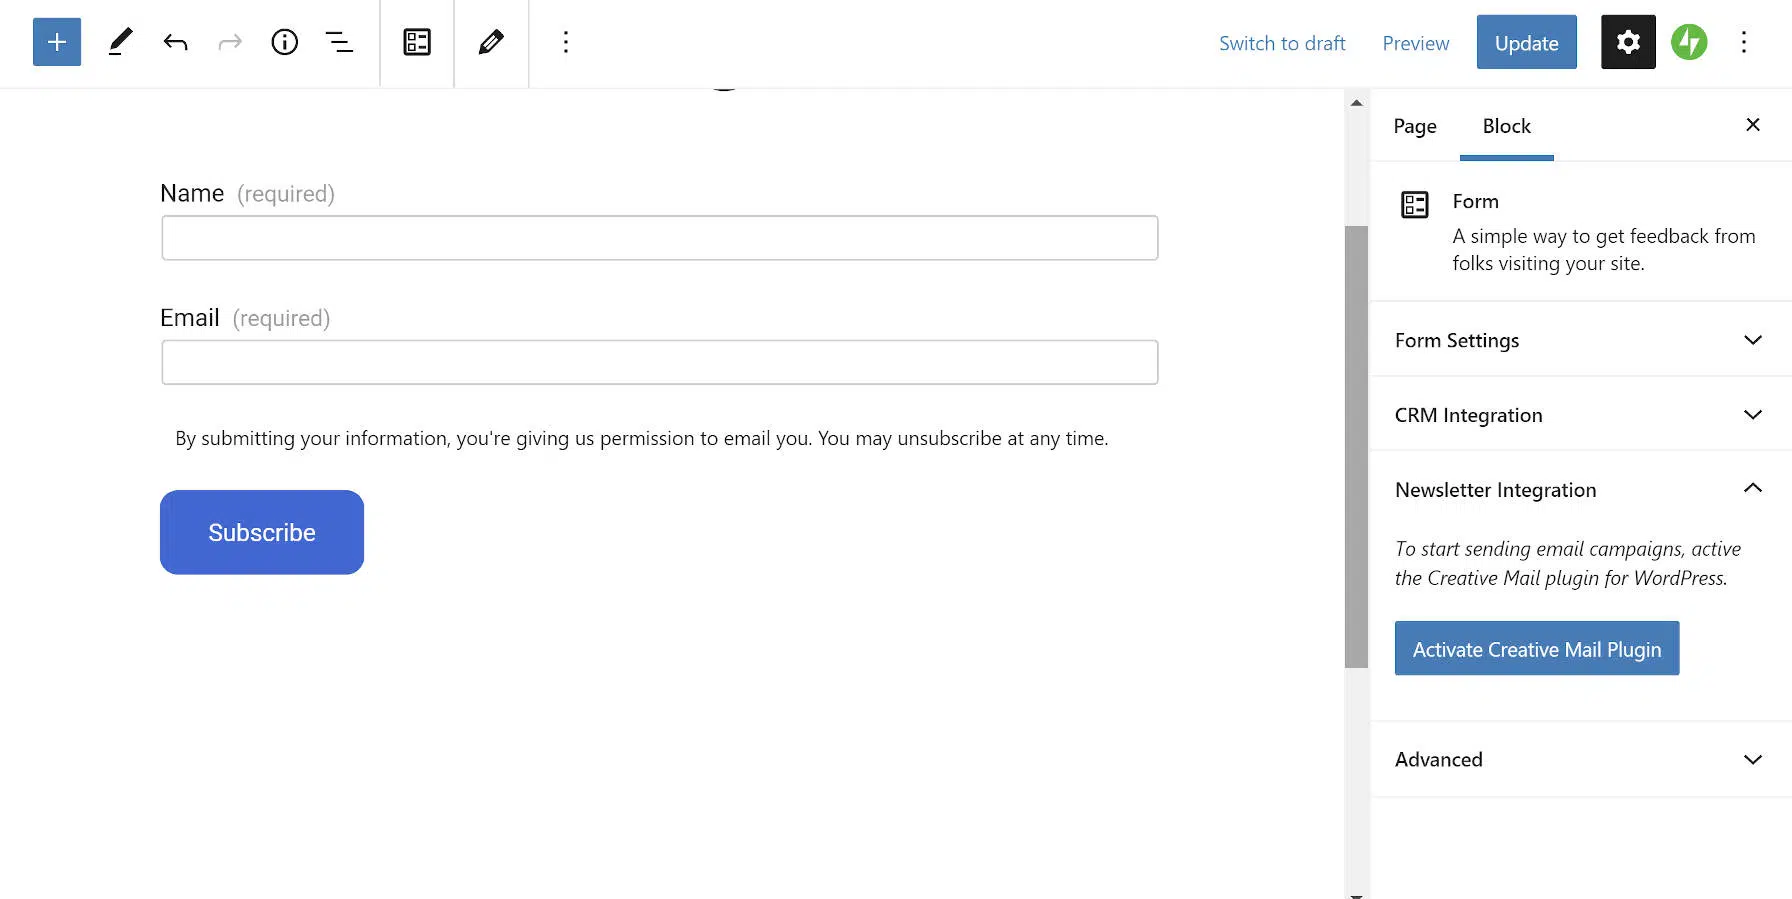 Switch to draft
Preview
Update
Page
Block
Name (required)
Email (required)
By submitting your information, you're giving us permission to email you. You may unsubscribe at any time.
Subscribe
Form
A simple way to get feedback from
folks visiting your site.
Form Settings
CRM Integration
Newsletter Integration
To start sending email campaigns, active
the Creative Mail plugin for WordPress.
Activate Creative Mail Plugin
Advanced